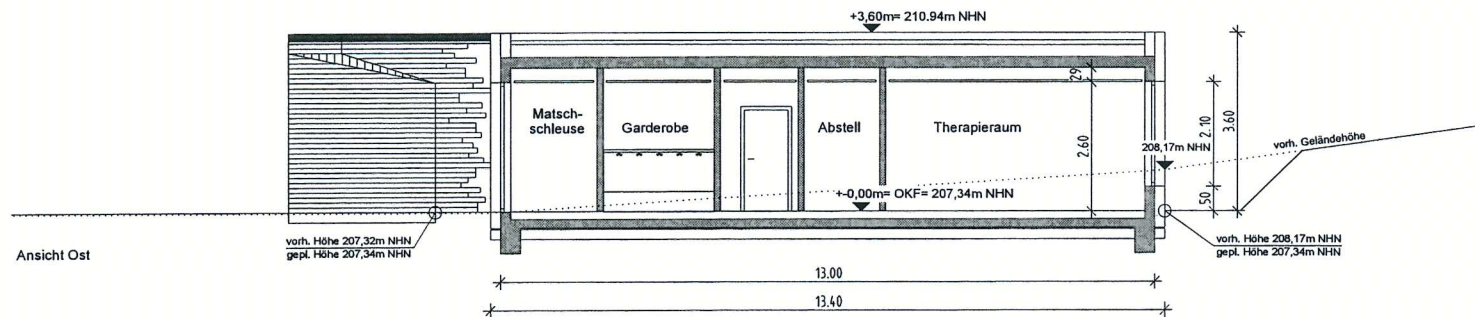 +3,60m= 210.94m NHN
29
Matsch-
schleuse
Garderobe
Abstell
Therapieraum
2.60
2.10
3.60
50
208,17m NHN
vorh. Geländehöhe
+-0,00m= OKF= 207,34m NHN
Ansicht Ost
vorh. Höhe 207,32m NHN
gepl. Höhe 207,34m NHN
vorh. Höhe 208,17m NHN
gepl. Höhe 207,34m NHN
13.00
13.40